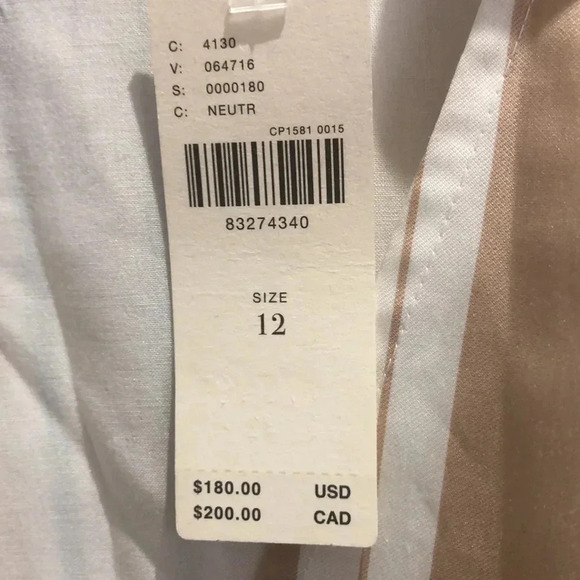 C: 4130
V: 064716
S: 0000180
C: NEUTR
CP1581 0015
83274340
SIZE
12
$180.00 USD
$200.00 CAD